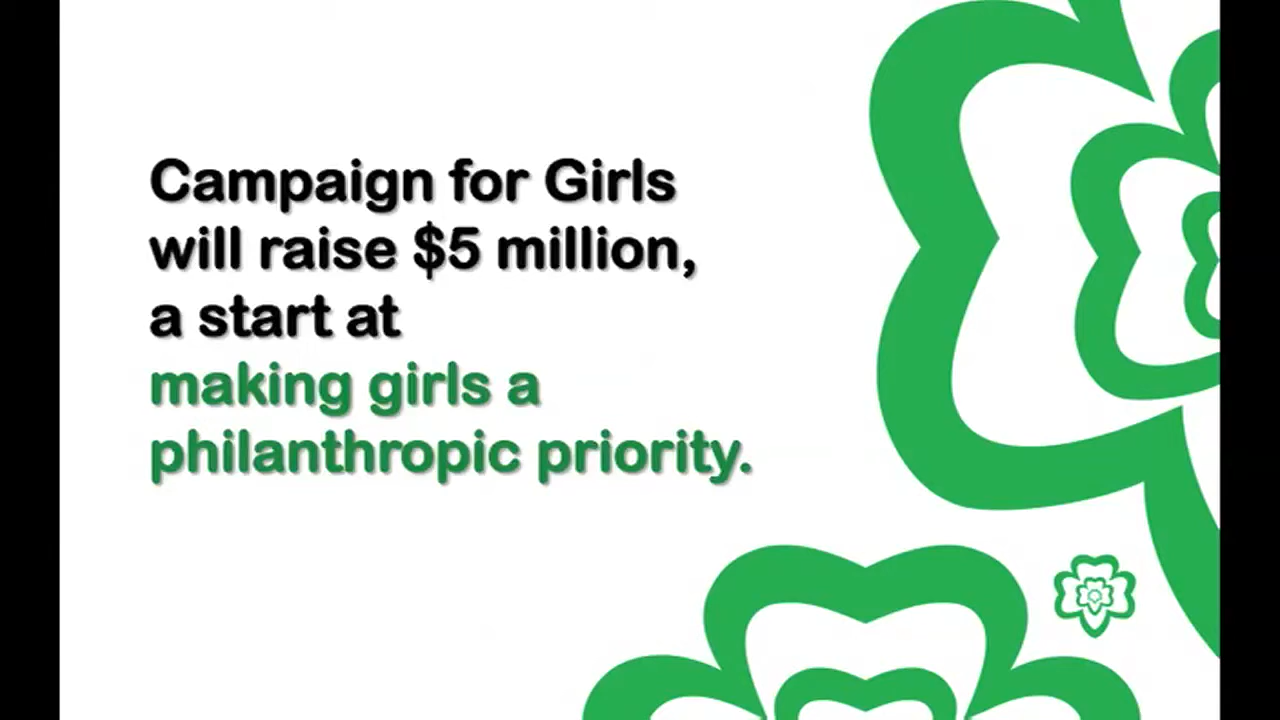 Campaign for Girls
will raise $5 million,
a start at
making girls a
philanthropic priority.